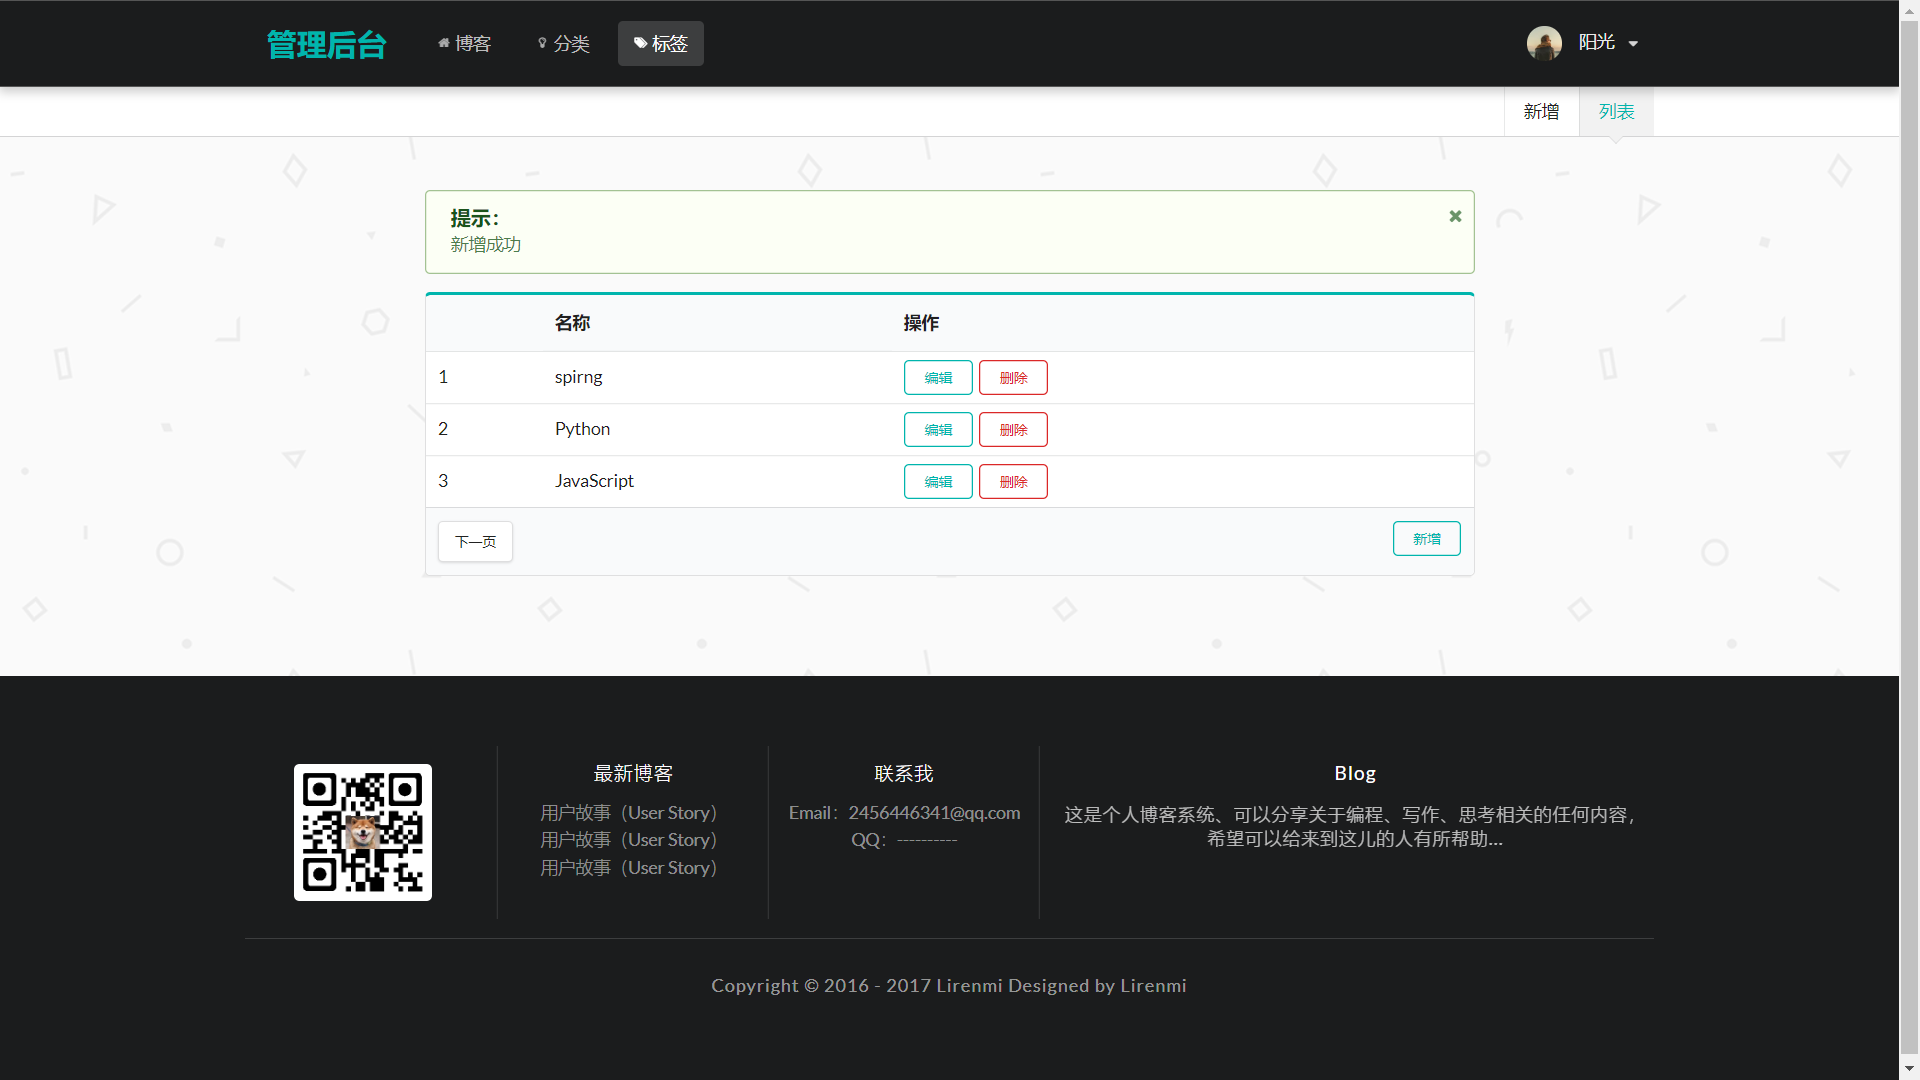 管理后台
博客
分类
标签
阳光
新增
列表
提示：
新增成功
名称 操作
1 spirng 编辑 删除
2 Python 编辑 删除
3 JavaScript 编辑 删除
下一页 新增
最新博客
用户故事（User Story）
用户故事（User Story）
用户故事（User Story）
联系我
Email：2456446341@qq.com
QQ：----------
Blog
这是个人博客系统、可以分享关于编程、写作、思考相关的任何内容，
希望可以给来到这儿的人有所帮助...
Copyright © 2016 - 2017 Lirenmi Designed by Lirenmi